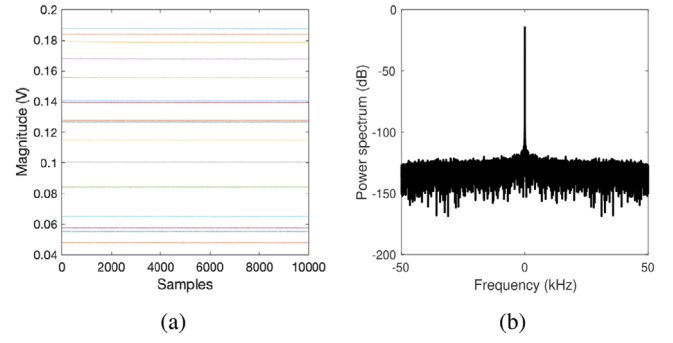 0.2
0.18
0.16
0.14
0.12
0.1
0.08
0.06
0.04
Magnitude (V)
0 2000 4000 6000 8000 10000
Samples
(a)
0
-50
-100
-150
-200
Power spectrum (dB)
-50 0 50
Frequency (kHz)
(b)